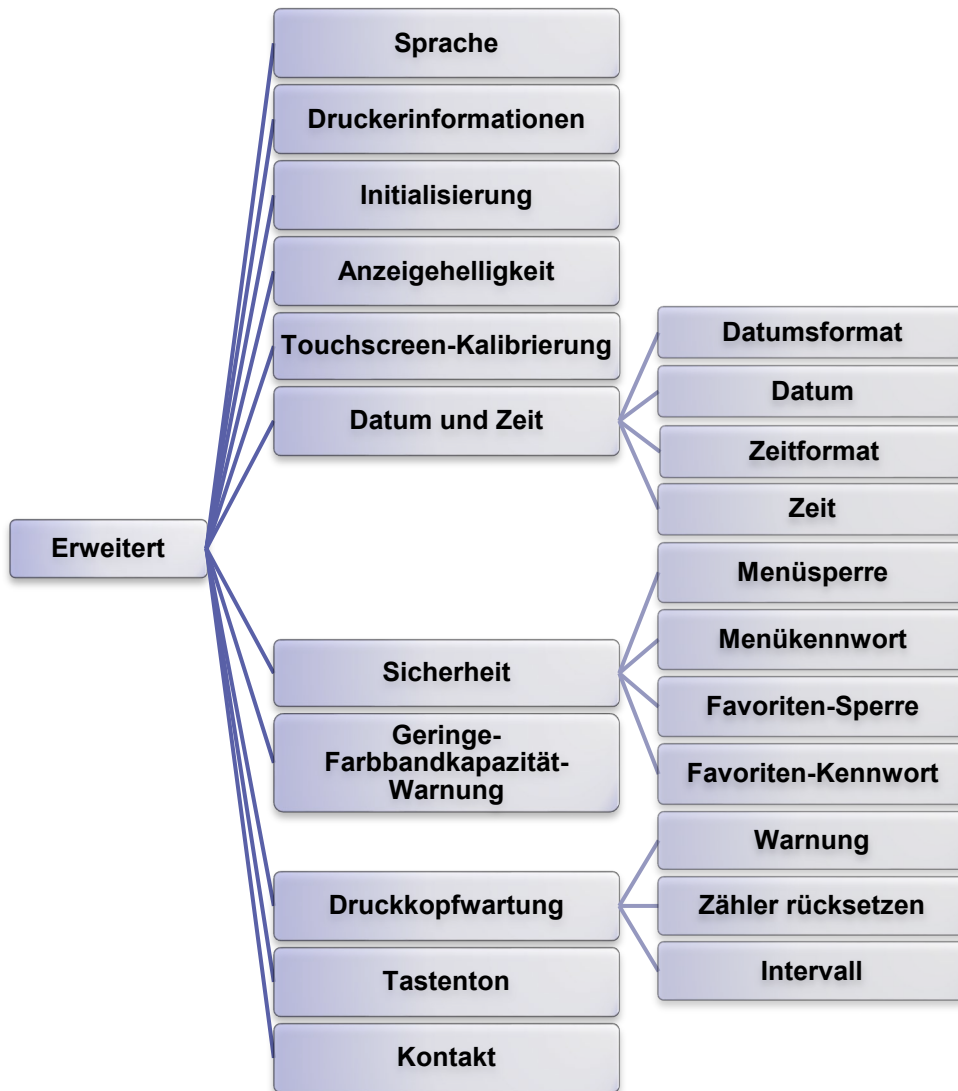 Sprache
Druckerinformationen
Initialisierung
Anzeigehelligkeit
Touchscreen-Kalibrierung
Datum und Zeit
Datumsformat
Datum
Zeitformat
Zeit
Erweitert
Sicherheit
Menüsperre
Menükennwort
Favoriten-Sperre
Favoriten-Kennwort
Geringe-
Farbbandkapazität-
Warnung
Druckkopfwartung
Warnung
Zähler rücksetzen
Intervall
Tastenton
Kontakt